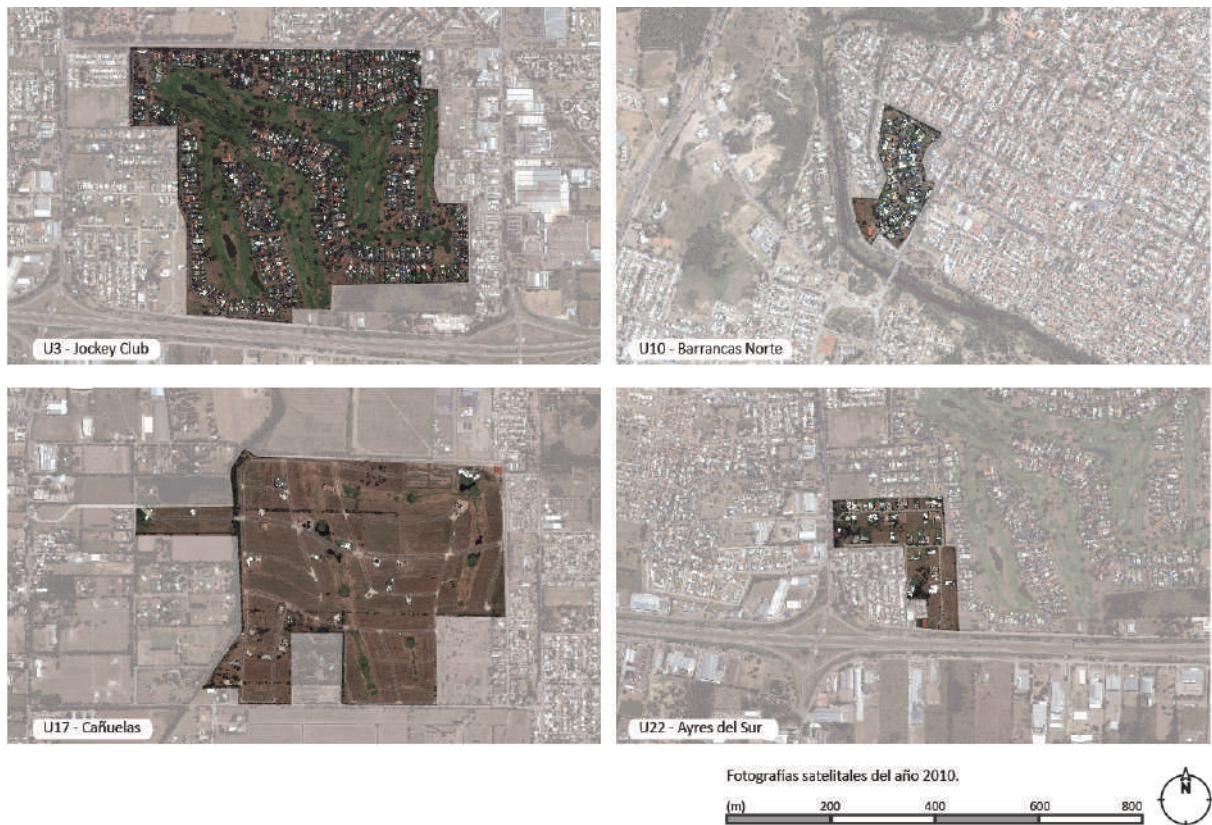 U3 - Jockey Club
U10 - Barrancas Norte
U17 - Cañuelas
U22 - Ayres del Sur
Fotografías satelitales del año 2010.
(m) 200 400 600 800
N